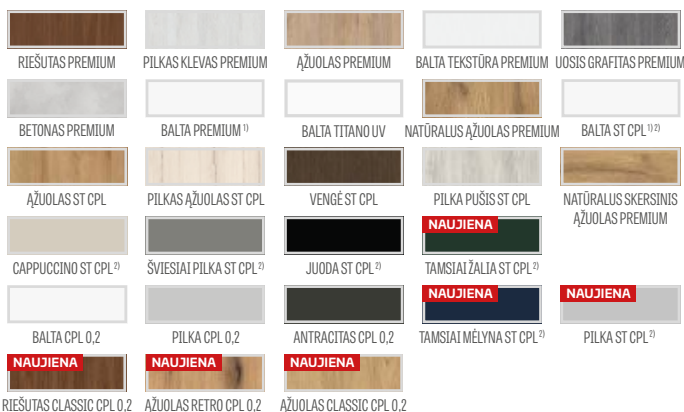 RIEŠUTAS PREMIUM
PILKAS KLEVAS PREMIUM
ĄŽUOLAS PREMIUM
BALTA TEKSTŪRA PREMIUM
UOSIS GRAFITAS PREMIUM
BETONAS PREMIUM
BALTA PREMIUM 1)
BALTA TITANO UV
NATŪRALUS ĄŽUOLAS PREMIUM
BALTA ST CPL 1) 2)
ĄŽUOLAS ST CPL
PILKAS ĄŽUOLAS ST CPL
VENGĖ ST CPL
PILKA PUŠIS ST CPL
NATŪRALUS SKERSINIS
ĄŽUOLAS PREMIUM
CAPPUCCINO ST CPL 2)
ŠVIESIAI PILKA ST CPL 2)
JUODA ST CPL 2)
NAUJIENA
TAMSIAI ŽALIA ST CPL 2)
BALTA CPL 0,2
PILKA CPL 0,2
ANTRACITAS CPL 0,2
NAUJIENA
TAMSIAI MĖLYNA ST CPL 2)
NAUJIENA
PILKA ST CPL 2)
NAUJIENA
RIEŠUTAS CLASSIC CPL 0,2
NAUJIENA
ĄŽUOLAS RETRO CPL 0,2
NAUJIENA
ĄŽUOLAS CLASSIC CPL 0,2